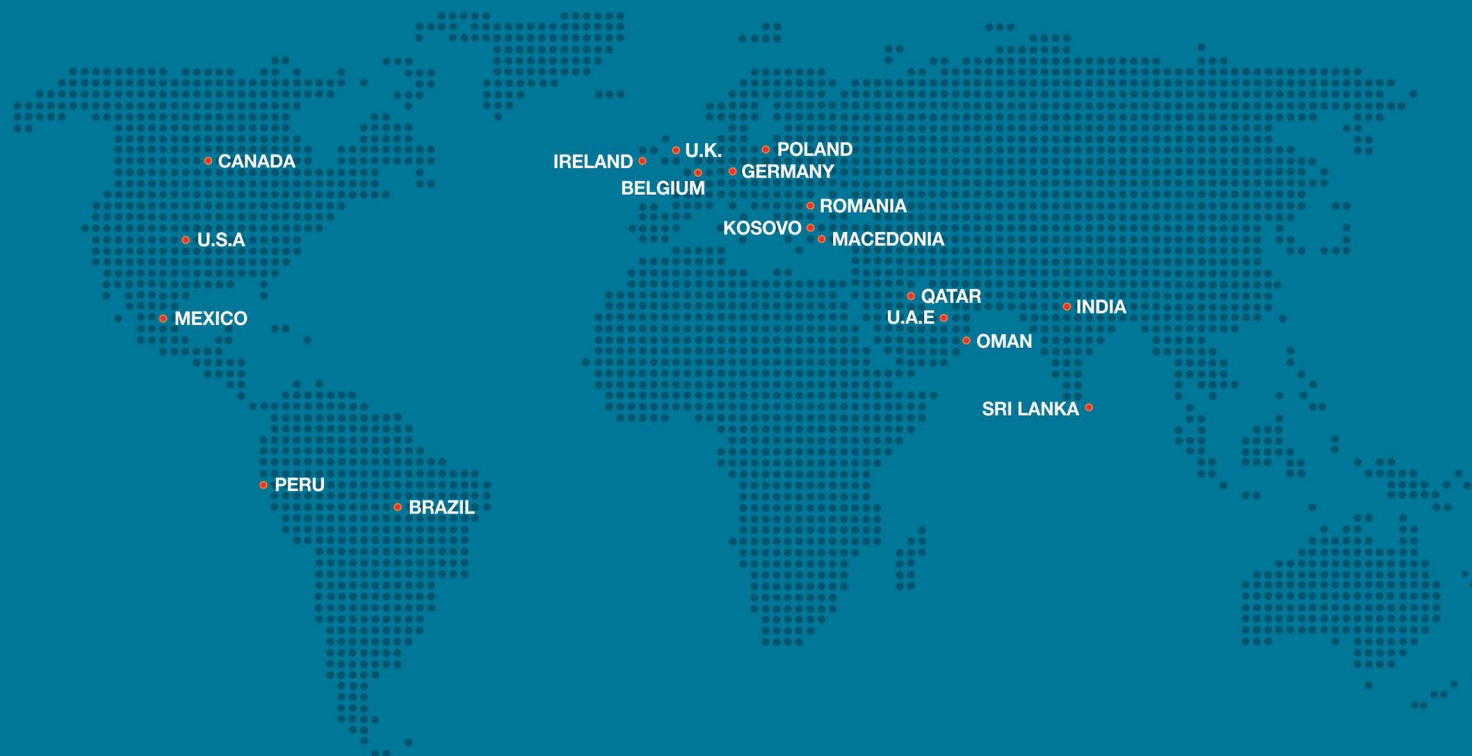 CANADA
U.S.A
MEXICO
PERU
BRAZIL
IRELAND
U.K.
BELGIUM
POLAND
GERMANY
ROMANIA
KOSOVO
MACEDONIA
QATAR
U.A.E
OMAN
INDIA
SRI LANKA